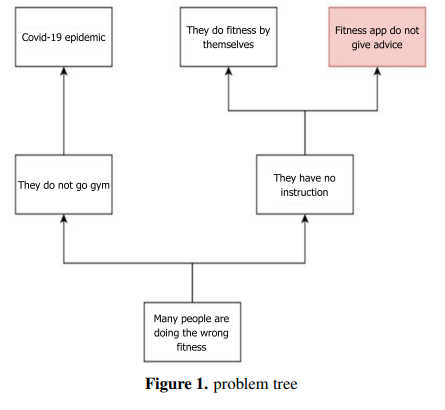 Covid-19 epidemic
They do fitness by
themselves
Fitness app do not
give advice
They do not go gym
They have no
instruction
Many people are
doing the wrong
fitness
Figure 1. problem tree